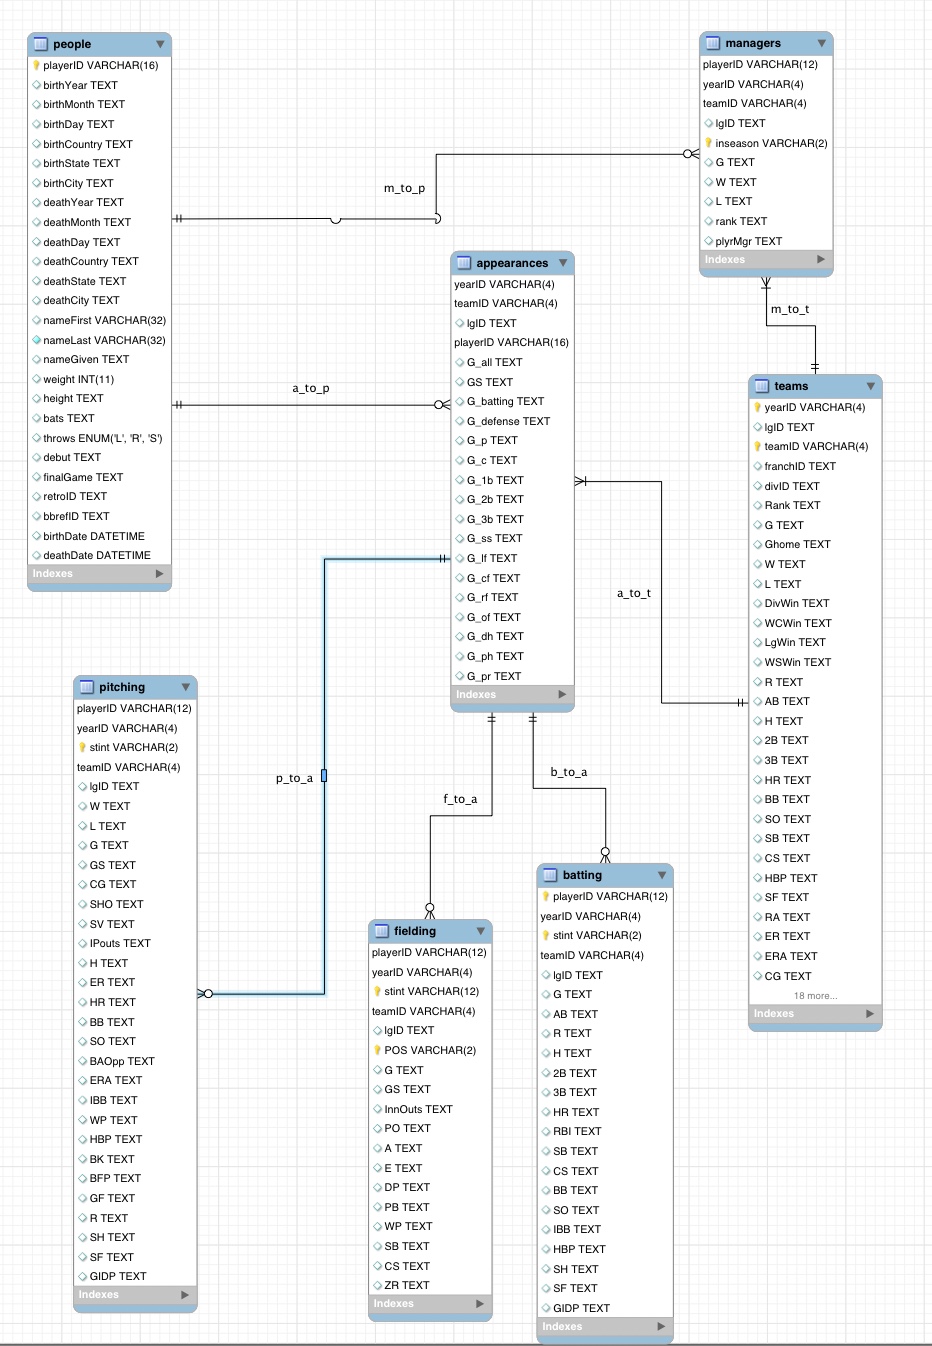 people
playerID VARCHAR(16)
birthYear TEXT
birthMonth TEXT
birthDay TEXT
birthCountry TEXT
birthState TEXT
birthCity TEXT
deathYear TEXT
deathMonth TEXT
deathDay TEXT
deathCountry TEXT
deathState TEXT
deathCity TEXT
nameFirst VARCHAR(32)
nameLast VARCHAR(32)
nameGiven TEXT
weight INT(11)
height TEXT
bats TEXT
throws ENUM('L', 'R', 'S')
debut TEXT
finalGame TEXT
retroID TEXT
bbrefID TEXT
birthDate DATETIME
deathDate DATETIME
Indexes
m_to_p
a_to_p
managers
playerID VARCHAR(12)
yearID VARCHAR(4)
teamID VARCHAR(4)
lgID TEXT
inseason VARCHAR(2)
G TEXT
W TEXT
L TEXT
rank TEXT
plyrMgr TEXT
Indexes
m_to_t
appearances
yearID VARCHAR(4)
teamID VARCHAR(4)
lgID TEXT
playerID VARCHAR(16)
G_all TEXT
GS TEXT
G_batting TEXT
G_defense TEXT
G_p TEXT
G_c TEXT
G_1b TEXT
G_2b TEXT
G_3b TEXT
G_ss TEXT
G_lf TEXT
G_cf TEXT
G_rf TEXT
G_of TEXT
G_dh TEXT
G_ph TEXT
G_pr TEXT
Indexes
a_to_t
teams
yearID VARCHAR(4)
lgID TEXT
teamID VARCHAR(4)
franchID TEXT
divID TEXT
Rank TEXT
G TEXT
Ghome TEXT
W TEXT
L TEXT
DivWin TEXT
WCWin TEXT
LgWin TEXT
WSWin TEXT
R TEXT
AB TEXT
H TEXT
2B TEXT
3B TEXT
HR TEXT
BB TEXT
SO TEXT
SB TEXT
CS TEXT
HBP TEXT
SF TEXT
RA TEXT
ER TEXT
ERA TEXT
CG TEXT
18 more...
Indexes
pitching
playerID VARCHAR(12)
yearID VARCHAR(4)
stint VARCHAR(2)
teamID VARCHAR(4)
lgID TEXT
W TEXT
L TEXT
G TEXT
GS TEXT
CG TEXT
SHO TEXT
SV TEXT
IPouts TEXT
H TEXT
ER TEXT
HR TEXT
BB TEXT
SO TEXT
BAOpp TEXT
ERA TEXT
IBB TEXT
WP TEXT
HBP TEXT
BK TEXT
BFP TEXT
GF TEXT
R TEXT
SH TEXT
SF TEXT
GIDP TEXT
Indexes
p_to_a
f_to_a
b_to_a
fielding
playerID VARCHAR(12)
yearID VARCHAR(4)
stint VARCHAR(12)
teamID VARCHAR(4)
lgID TEXT
POS VARCHAR(2)
G TEXT
GS TEXT
InnOuts TEXT
PO TEXT
A TEXT
E TEXT
DP TEXT
PB TEXT
WP TEXT
SB TEXT
CS TEXT
ZR TEXT
Indexes
batting
playerID VARCHAR(12)
yearID VARCHAR(4)
stint VARCHAR(2)
teamID VARCHAR(4)
lgID TEXT
G TEXT
AB TEXT
R TEXT
H TEXT
2B TEXT
3B TEXT
HR TEXT
RBI TEXT
SB TEXT
CS TEXT
BB TEXT
SO TEXT
IBB TEXT
HBP TEXT
SH TEXT
SF TEXT
GIDP TEXT
Indexes